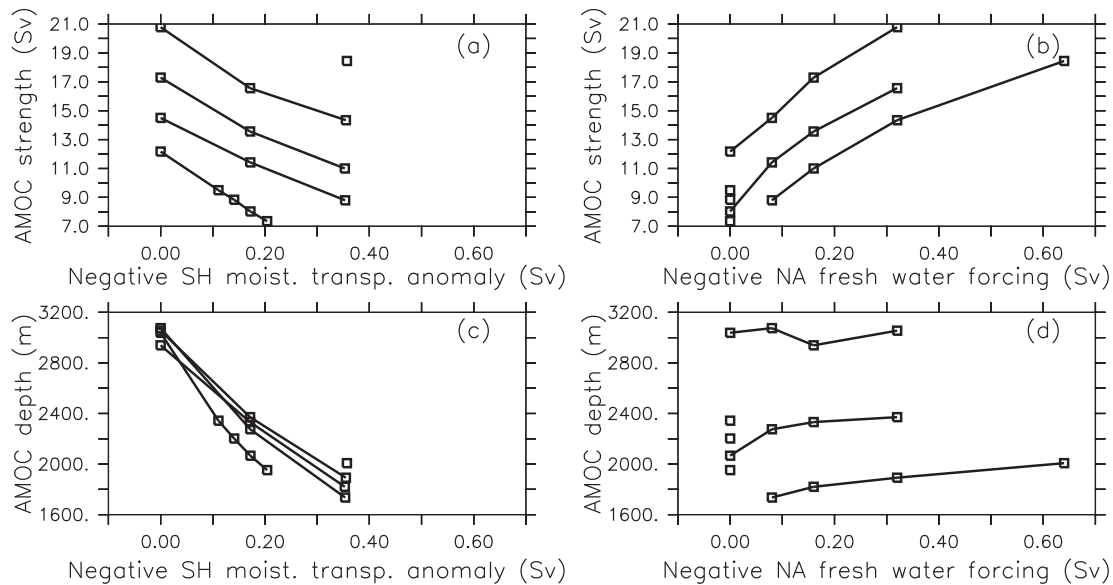 21.0
19.0
17.0
15.0
13.0
11.0
9.0
7.0
AMOC strength (Sv)
(a)
0.00 0.20 0.40 0.60
Negative SH moist. transp. anomaly (Sv)
21.0
19.0
17.0
15.0
13.0
11.0
9.0
7.0
AMOC strength (Sv)
(b)
0.00 0.20 0.40 0.60
Negative NA fresh water forcing (Sv)
3200.
2800.
2400.
2000.
1600.
AMOC depth (m)
(c)
0.00 0.20 0.40 0.60
Negative SH moist. transp. anomaly (Sv)
3200.
2800.
2400.
2000.
1600.
AMOC depth (m)
(d)
0.00 0.20 0.40 0.60
Negative NA fresh water forcing (Sv)